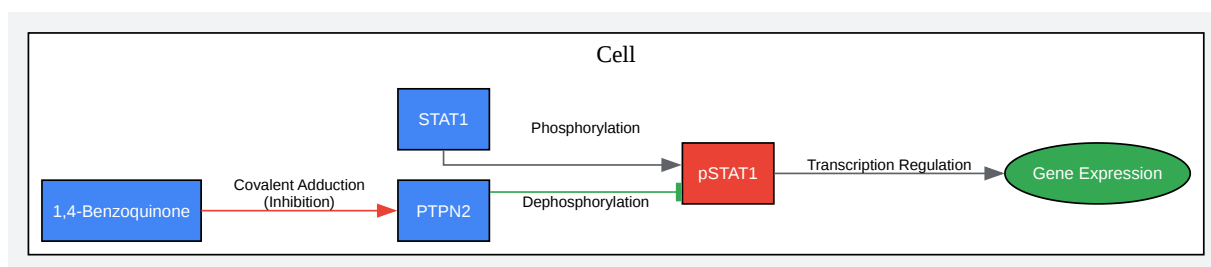 Cell
STAT1
Phosphorylation
pSTAT1
Transcription Regulation
Gene Expression
1,4-Benzoquinone
Covalent Adduction
(Inhibition)
PTPN2
Dephosphorylation